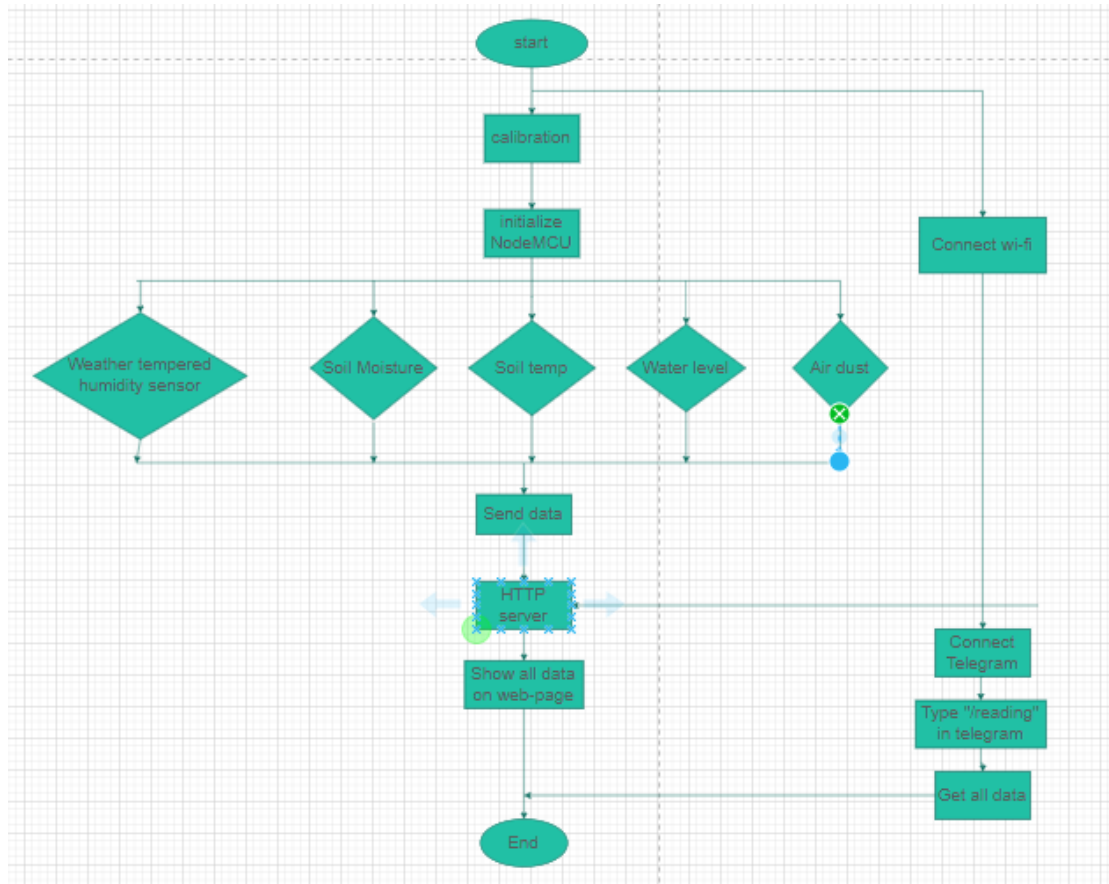 start
calibration
initialize
NodeMCU
Connect wi-fi
Weather tempered
humidity sensor
Soil Moisture
Soil temp
Water level
Air dust
Send data
HTTP
server
Connect
Telegram
Show all data
on web-page
Type "/reading"
in telegram
Get all data
End